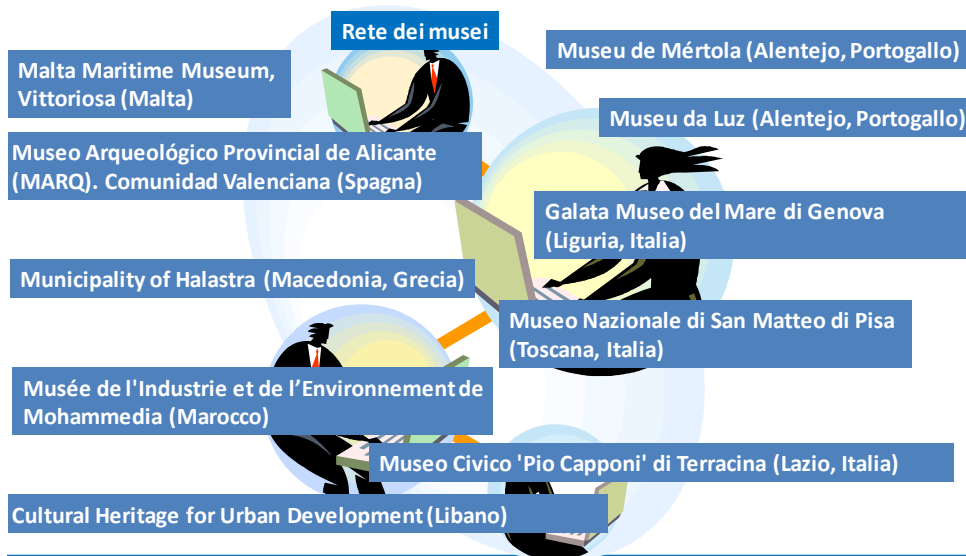 Rete dei musei
Malta Maritime Museum,
Vittoriosa (Malta)
Museu de Mértola (Alentejo, Portogallo)
Museu da Luz (Alentejo, Portogallo)
Museo Arqueológico Provincial de Alicante
(MARQ). Comunidad Valenciana (Spagna)
Galata Museo del Mare di Genova
(Liguria, Italia)
Municipality of Halastra (Macedonia, Grecia)
Museo Nazionale di San Matteo di Pisa
(Toscana, Italia)
Musée de l'Industrie et de l’Environnement de
Mohammedia (Marocco)
Museo Civico 'Pio Capponi' di Terracina (Lazio, Italia)
Cultural Heritage for Urban Development (Libano)